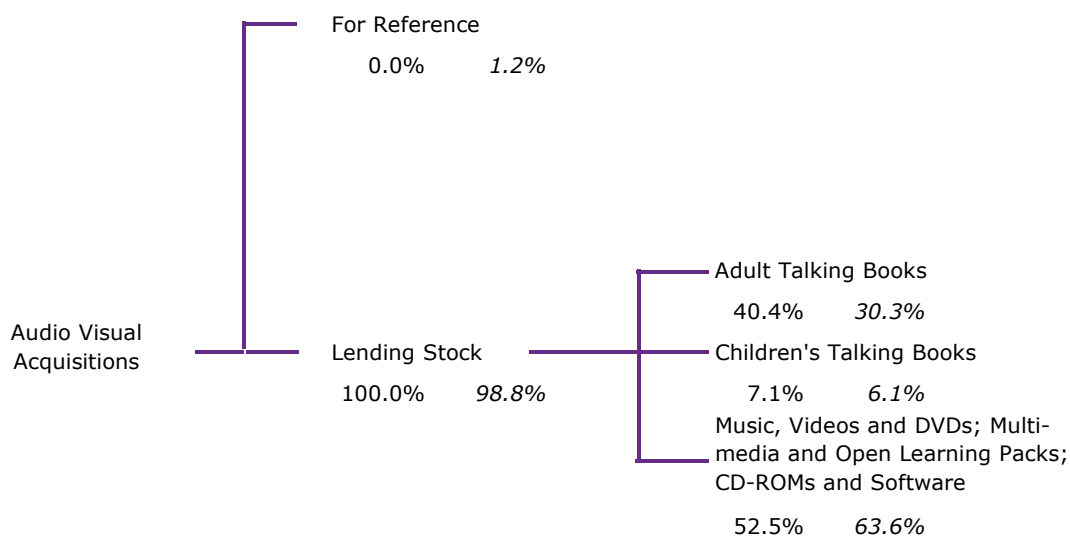 For Reference
0.0% 1.2%
Adult Talking Books
40.4% 30.3%
Audio Visual
Acquisitions
Lending Stock
100.0% 98.8%
Children's Talking Books
7.1% 6.1%
Music, Videos and DVDs; Multi-
media and Open Learning Packs;
CD-ROMs and Software
52.5% 63.6%